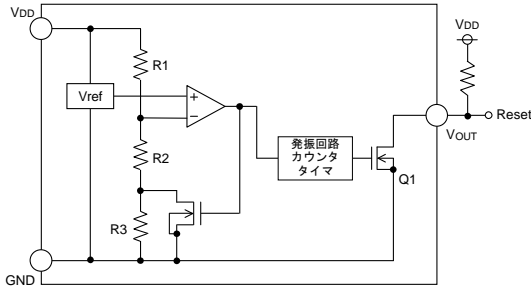 VDD
VDD
R1
Vref
+
−
Reset
VOUT
発振回路
カウンタ
タイマ
R2
Q1
R3
GND